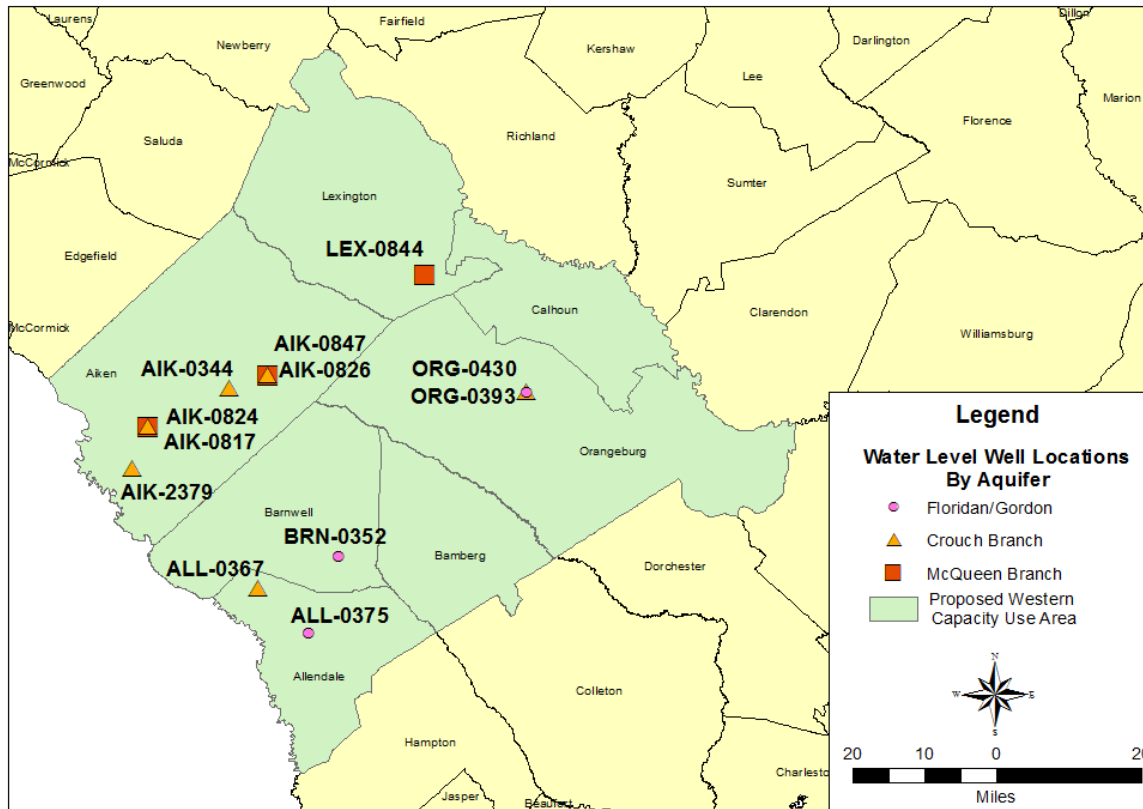 Laurens
Fairfield
Dillon
Newberry
Kershaw
Darlington
Greenwood
Lee
Marion
Saluda
Richland
Florence
McCormick
Lexington
Sumter
Edgefield
LEX-0844
Calhoun
Clarendon
McCormick
Williamsburg
AIK-0847
AIK-0344
AIK-0826
ORG-0430
Aiken
ORG-0393
AIK-0824
AIK-0817
Orangeburg
AIK-2379
Barnwell
BRN-0352
Bamberg
ALL-0367
Dorchester
ALL-0375
Allendale
Colleton
Hampton
Charlesto
Jasper
Beaufort
Legend
Water Level Well Locations
By Aquifer
Floridan/Gordon
Crouch Branch
McQueen Branch
Proposed Western
Capacity Use Area
N
W
E
S
20 10 0 20
Miles